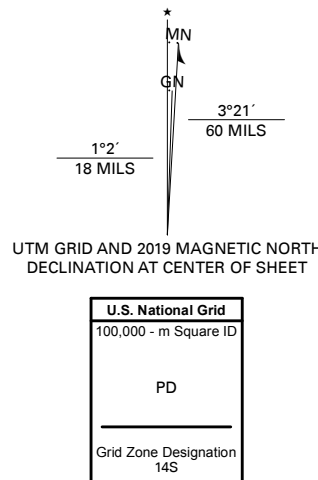 ★
MN
GN
3°21´
60 MILS
1°2´
18 MILS
UTM GRID AND 2019 MAGNETIC NORTH
DECLINATION AT CENTER OF SHEET
U.S. National Grid
100,000 - m Square ID
PD
Grid Zone Designation
14S